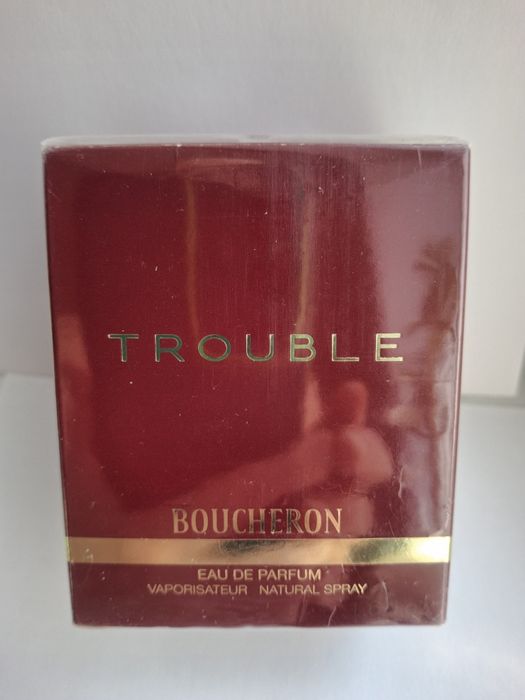 TROUBLE
BOUCHERON
EAU DE PARFUM
VAPORISATEUR NATURAL SPRAY